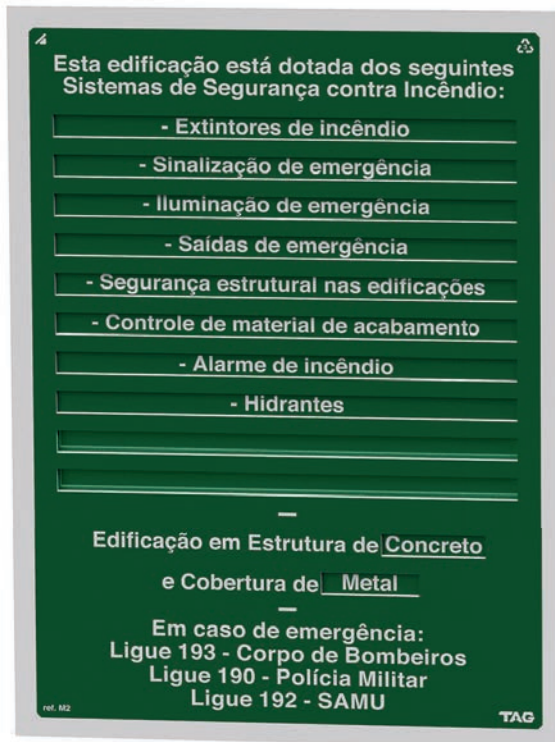 Esta edificação está dotada dos seguintes
Sistemas de Segurança contra Incêndio:
- Extintores de incêndio
- Sinalização de emergência
- Iluminação de emergência
- Saídas de emergência
- Segurança estrutural nas edificações
- Controle de material de acabamento
- Alarme de incêndio
- Hidrantes
Edificação em Estrutura de Concreto
e Cobertura de Metal
Em caso de emergência:
Ligue 193 - Corpo de Bombeiros
Ligue 190 - Polícia Militar
Ligue 192 - SAMU
ref. M2
TAG